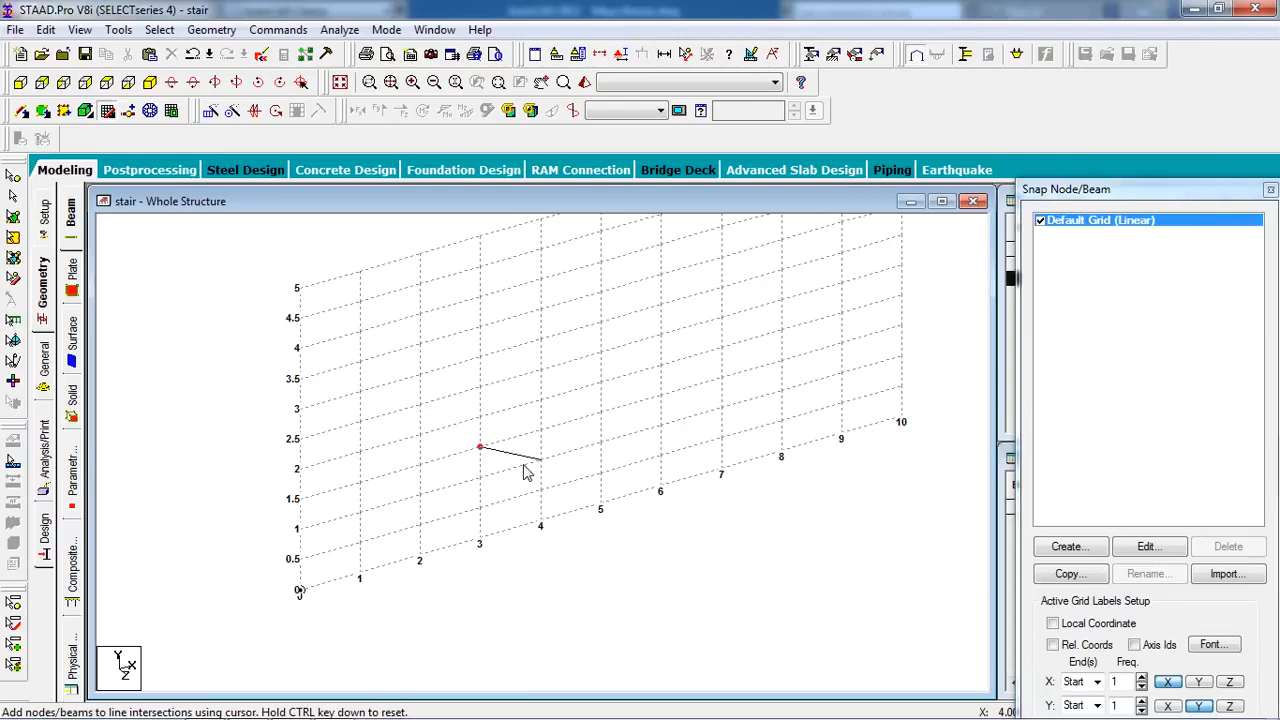 STAAD.Pro V8i (SELECTseries 4) - stair
File Edit View Tools Select Geometry Commands Analyze Mode Window Help
Modeling Postprocessing Steel Design Concrete Design Foundation Design RAM Connection Bridge Deck Advanced Slab Design Piping Earthquake
Setup
Geometry
General
Analysis/Print
Design
Beam
Plate
Surface
Solid
Parametr...
Composite...
Physical ...
stair - Whole Structure
5
4.5
4
3.5
3
2.5
2
1.5
1
0.5
0
1
2
3
4
5
6
7
8
9
10
Y
X
Z
Snap Node/Beam
Default Grid (Linear)
Create... Edit... Delete
Copy... Rename... Import...
Active Grid Labels Setup
Local Coordinate
Rel. Coords Axis Ids Font...
End(s) Freq.
X: Start 1 X Y Z
Y: Start 1 X Y Z
Add nodes/beams to line intersections using cursor. Hold CTRL key down to reset.